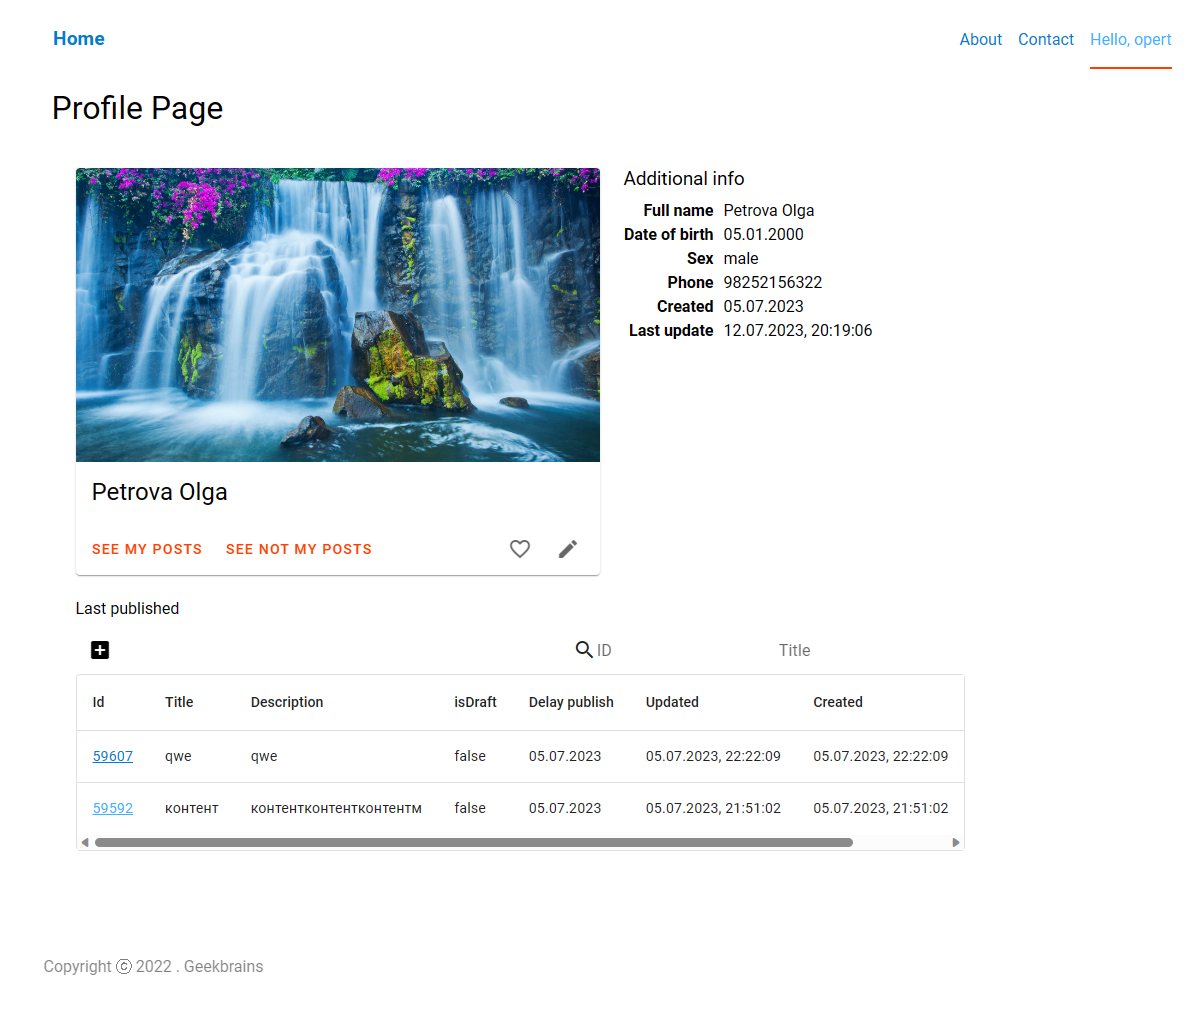 Home About Contact Hello, opert
Profile Page
Additional info
Full name Petrova Olga
Date of birth 05.01.2000
Sex male
Phone 98252156322
Created 05.07.2023
Last update 12.07.2023, 20:19:06
Petrova Olga
SEE MY POSTS SEE NOT MY POSTS
Last published
ID Title
Id Title Description isDraft Delay publish Updated Created
59607 qwe qwe false 05.07.2023 05.07.2023, 22:22:09 05.07.2023, 22:22:09
59592 контент контентконтентконтентм false 05.07.2023 05.07.2023, 21:51:02 05.07.2023, 21:51:02
Copyright ⓒ 2022 . Geekbrains